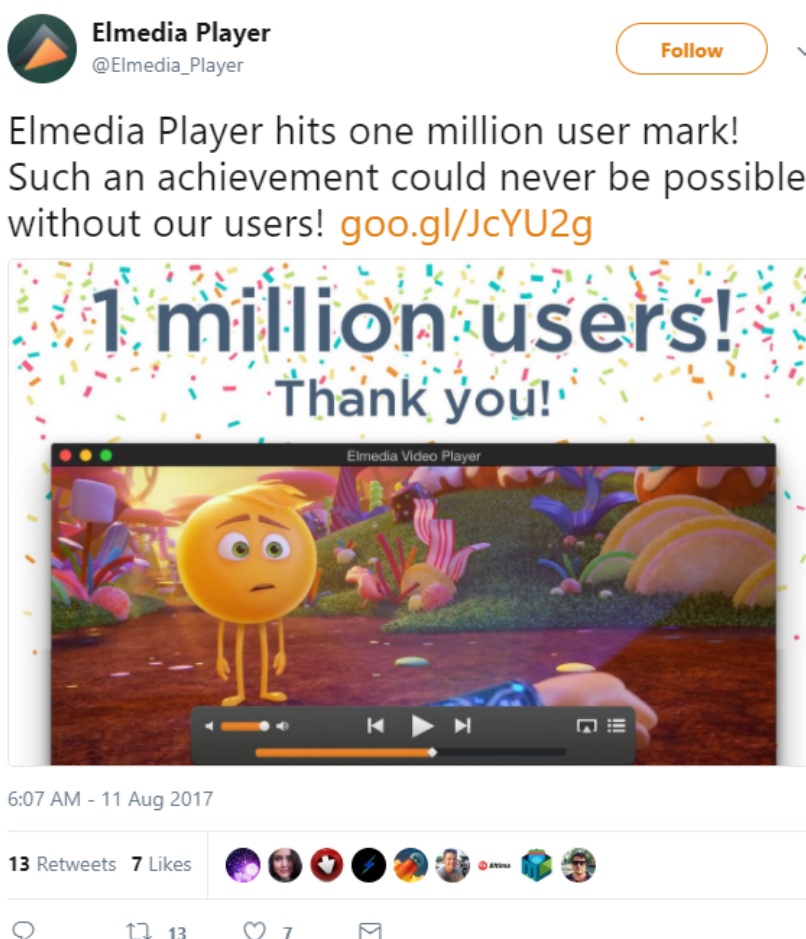 Elmedia Player
@Elmedia_Player
Follow
Elmedia Player hits one million user mark!
Such an achievement could never be possible
without our users! goo.gl/JcYU2g
1 million users!
Thank you!
Elmedia Video Player
6:07 AM - 11 Aug 2017
13 Retweets 7 Likes
Eltima
13 7